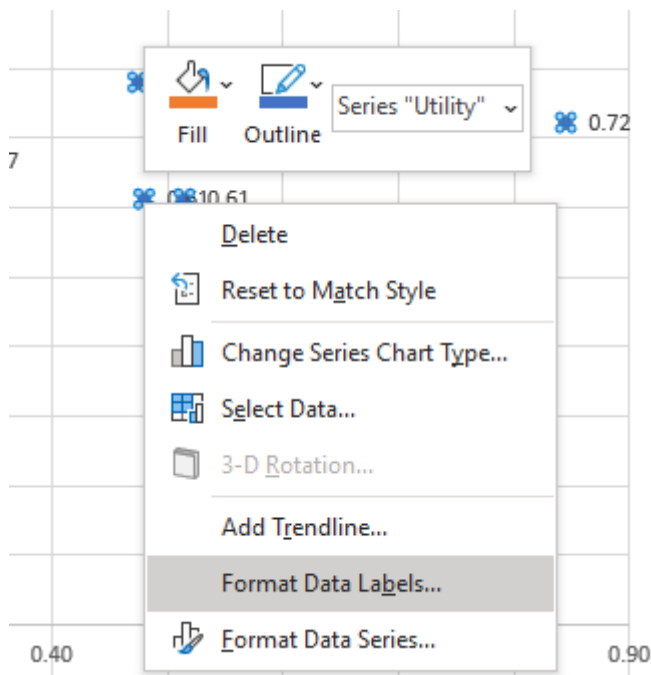 Fill
Outline
Series "Utility"
0.72
7
0.61
Delete
Reset to Match Style
Change Series Chart Type...
Select Data...
3-D Rotation...
Add Trendline...
Format Data Labels...
Format Data Series...
0.40
0.90